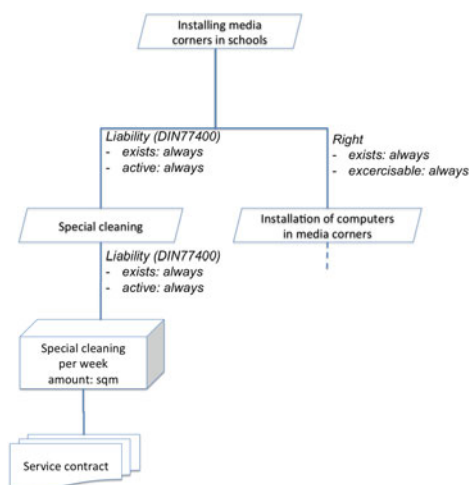 Installing media
corners in schools
Liability (DIN77400)
- exists: always
- active: always
Right
- exists: always
- excercisable: always
Special cleaning
Installation of computers
in media corners
Liability (DIN77400)
- exists: always
- active: always
Special cleaning
per week
amount: sqm
Service contract